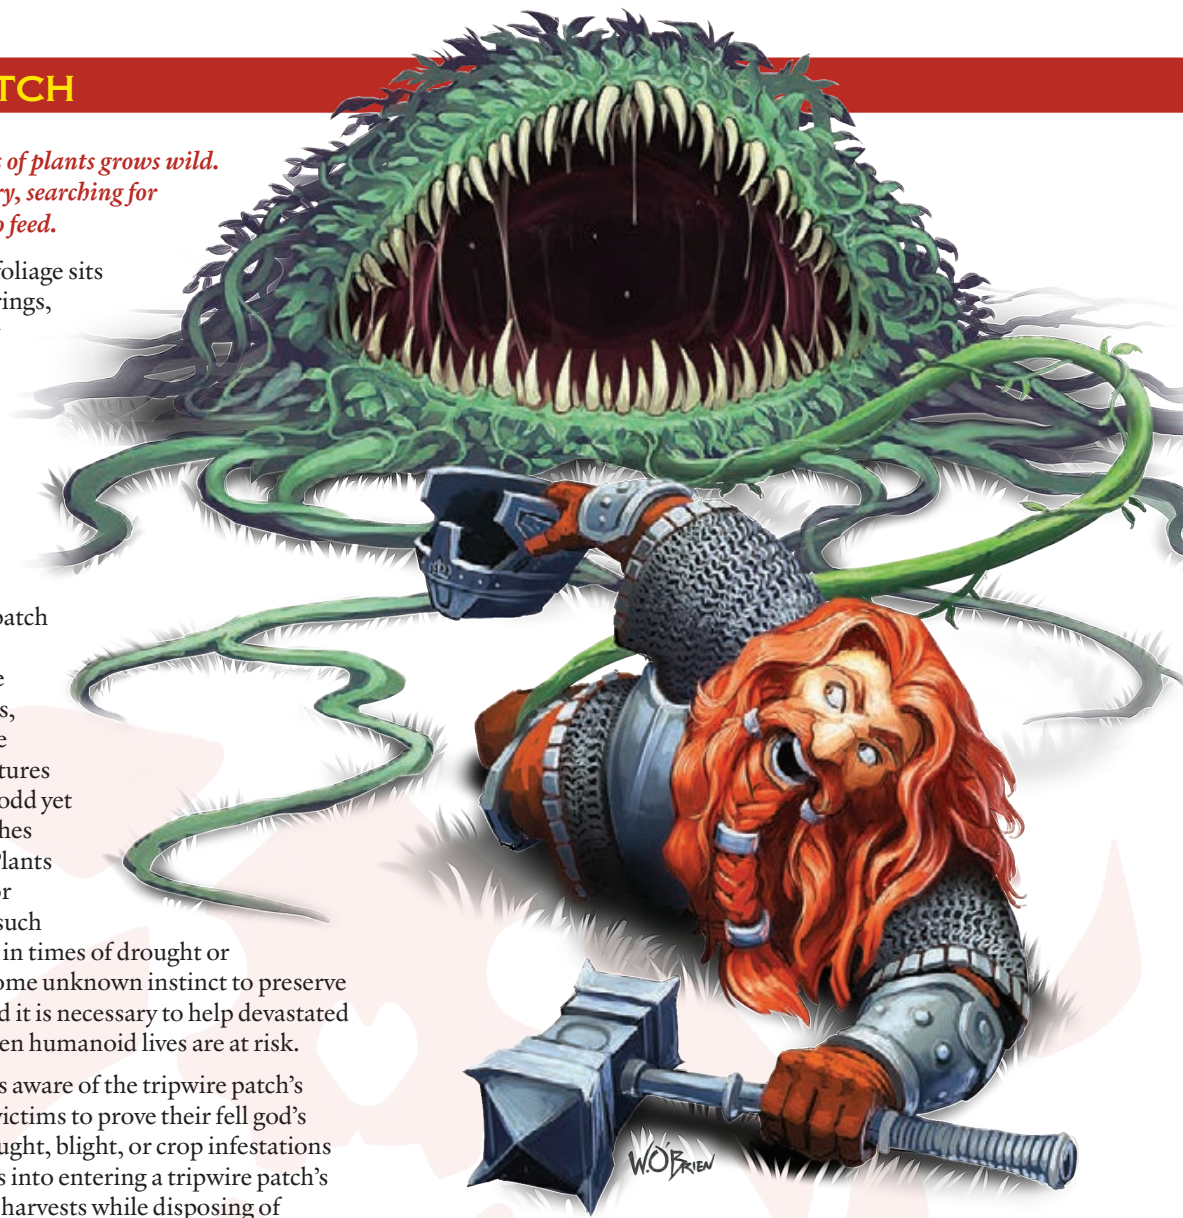 TCH
of plants grows wild.
ry, searching for
o feed.
foliage sits
rings,
patch
e
s,
e
tures
odd yet
hes
Plants
or
such
in times of drought or
ome unknown instinct to preserve
d it is necessary to help devastated
en humanoid lives are at risk.
s aware of the tripwire patch's
victims to prove their fell god's
ught, blight, or crop infestations
s into entering a tripwire patch's
harvests while disposing of
W.O'BRIEN